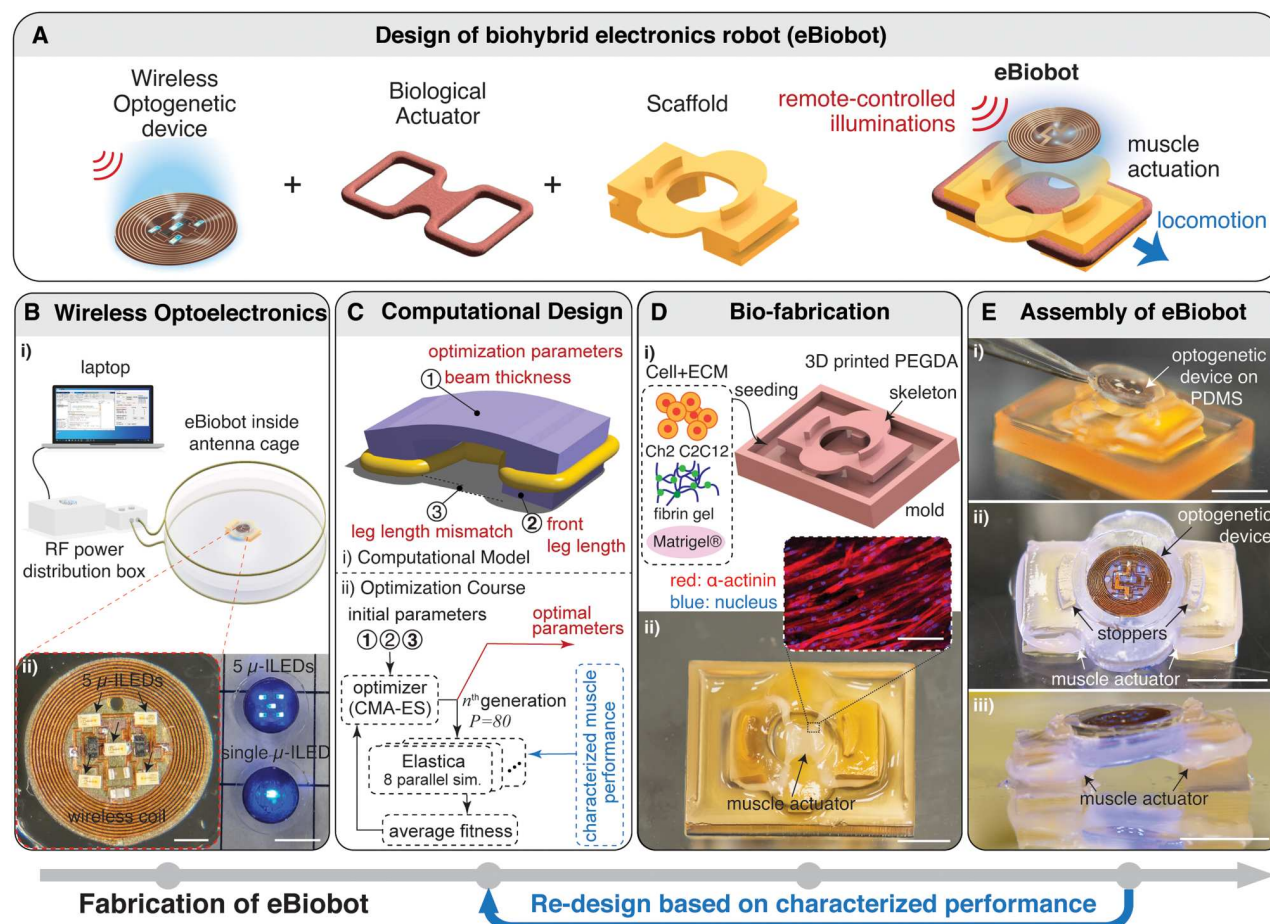 A
Design of biohybrid electronics robot (eBiobot)
Wireless
Optogenetic
device
+
Biological
Actuator
+
Scaffold
eBiobot
remote-controlled
illuminations
muscle
actuation
locomotion
B Wireless Optoelectronics
i)
laptop
eBiobot inside
antenna cage
RF power
distribution box
ii)
5 μ-ILEDs
wireless coil
5 μ-ILEDs
single μ-ILED
C Computational Design
optimization parameters
① beam thickness
③
leg length mismatch
② front
leg length
i) Computational Model
ii) Optimization Course
initial parameters
① ② ③
optimal
parameters
optimizer
(CMA-ES)
nth generation
P=80
Elastica
8 parallel sim.
average fitness
characterized muscle
performance
D Bio-fabrication
i)
Cell+ECM
seeding
3D printed PEGDA
skeleton
Ch2 C2C12
fibrin gel
Matrigel®
mold
red: α-actinin
blue: nucleus
ii)
muscle actuator
E Assembly of eBiobot
i)
optogenetic
device on
PDMS
ii)
optogenetic
device
stoppers
muscle actuator
iii)
muscle actuator
Fabrication of eBiobot
Re-design based on characterized performance